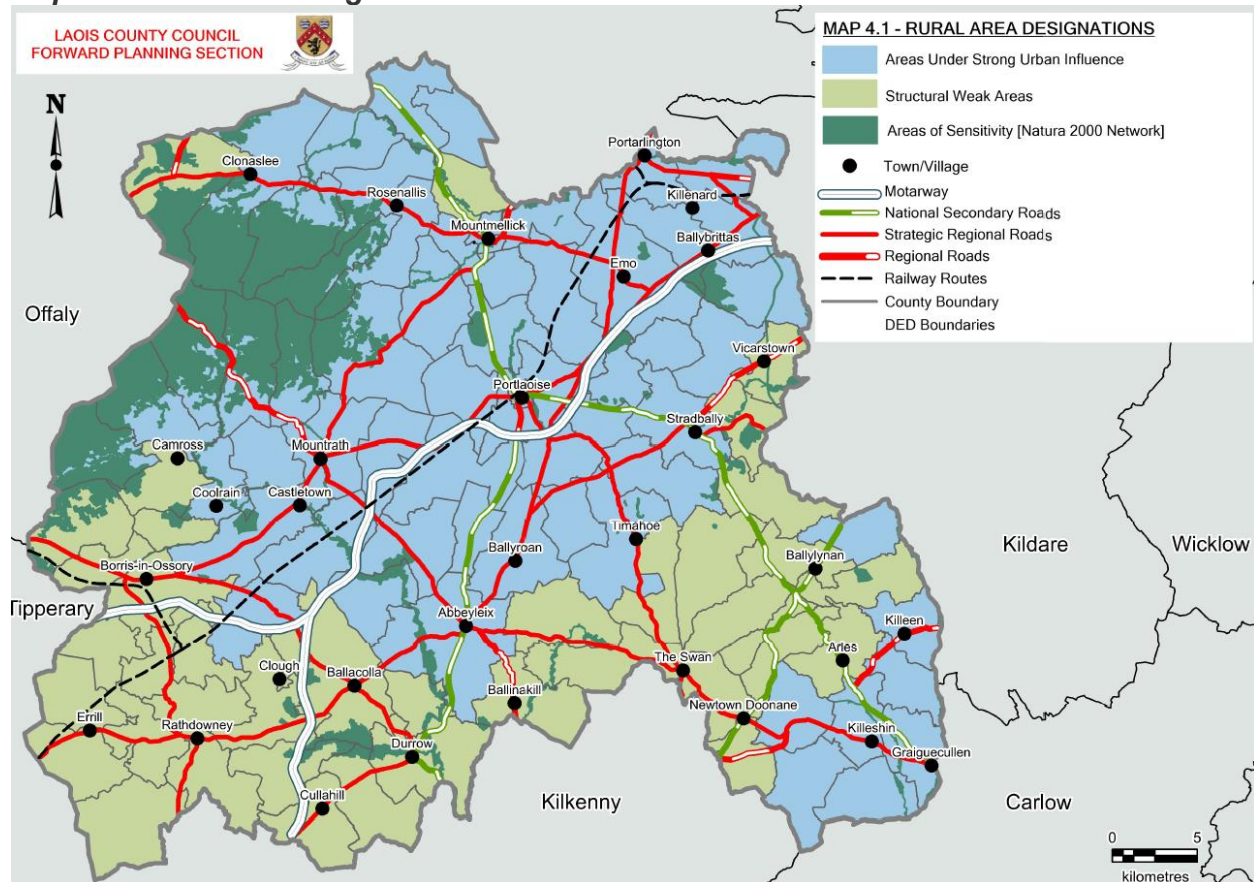 LAOIS COUNTY COUNCIL
FORWARD PLANNING SECTION
MAP 4.1 - RURAL AREA DESIGNATIONS
Areas Under Strong Urban Influence
Structural Weak Areas
Areas of Sensitivity [Natura 2000 Network]
Town/Village
Motarway
National Secondary Roads
Strategic Regional Roads
Regional Roads
Railway Routes
County Boundary
DED Boundaries
N
Portarlington
Clonaslee
Rosenallis
Killenard
Mountmellick
Ballybrittas
Emo
Offaly
Vicarstown
Portlaoise
Stradbally
Camross
Mountrath
Coolrain
Castletown
Timahoe
Ballyroan
Kildare
Wicklow
Borris-in-Ossory
Ballylynan
Tipperary
Abbeyleix
Killeen
Clough
The Swan
Arles
Ballacolla
Ballinakill
Newtown Doonane
Errill
Rathdowney
Killeshin
Durrow
Graiguecullen
Cullahill
Kilkenny
Carlow
0 5
kilometres